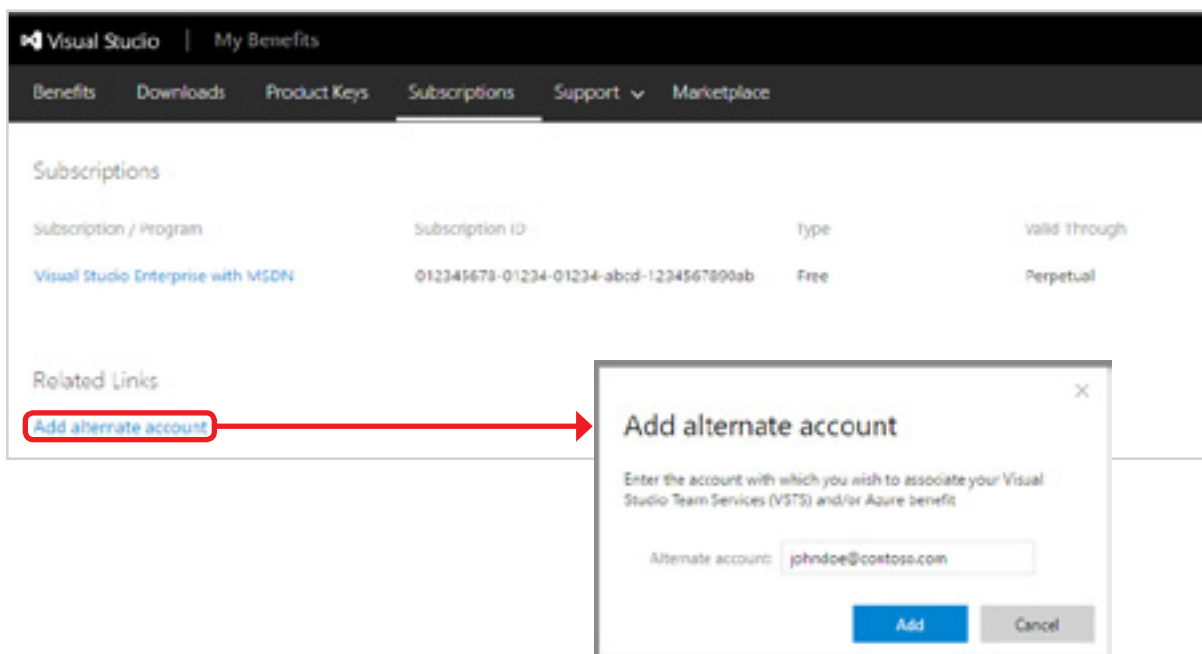 Visual Studio | My Benefits
Benefits Downloads Product Keys Subscriptions Support Marketplace
Subscriptions
Subscription / Program Subscription ID Type Valid Through
Visual Studio Enterprise with MSDN 012345678-01234-01234-abcd-1234567890ab Free Perpetual
Related Links
Add alternate account
Add alternate account
Enter the account with which you wish to associate your Visual
Studio Team Services (VSTS) and/or Azure benefit
Alternate account: johndoe@contoso.com
Add Cancel